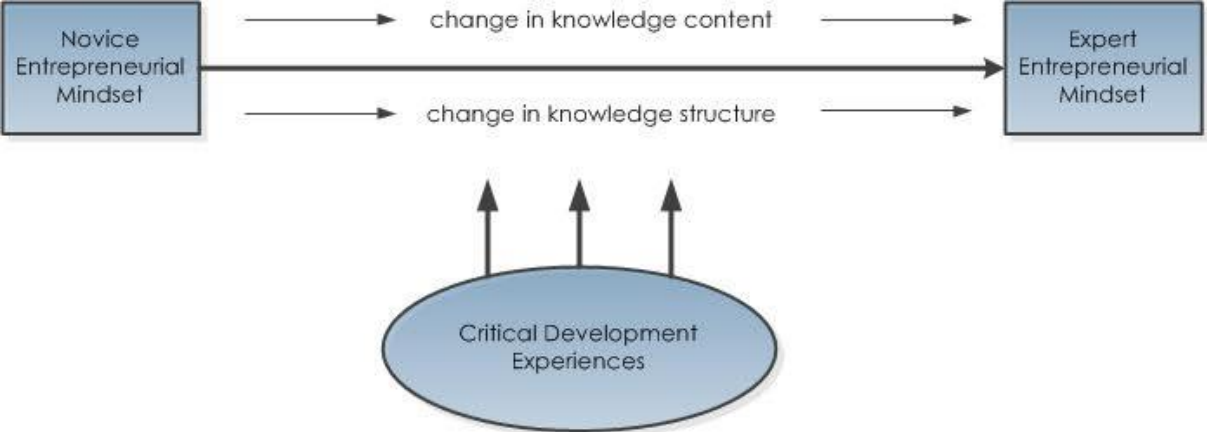 Novice
Entrepreneurial
Mindset
change in knowledge content
change in knowledge structure
Expert
Entrepreneurial
Mindset
Critical Development
Experiences